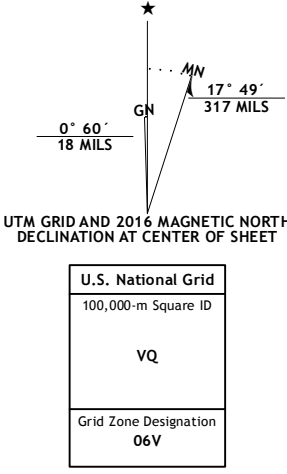 MN
GN
17° 49´
317 MILS
0° 60´
18 MILS
UTM GRID AND 2016 MAGNETIC NORTH
DECLINATION AT CENTER OF SHEET
U.S. National Grid
100,000-m Square ID
VQ
Grid Zone Designation
06V